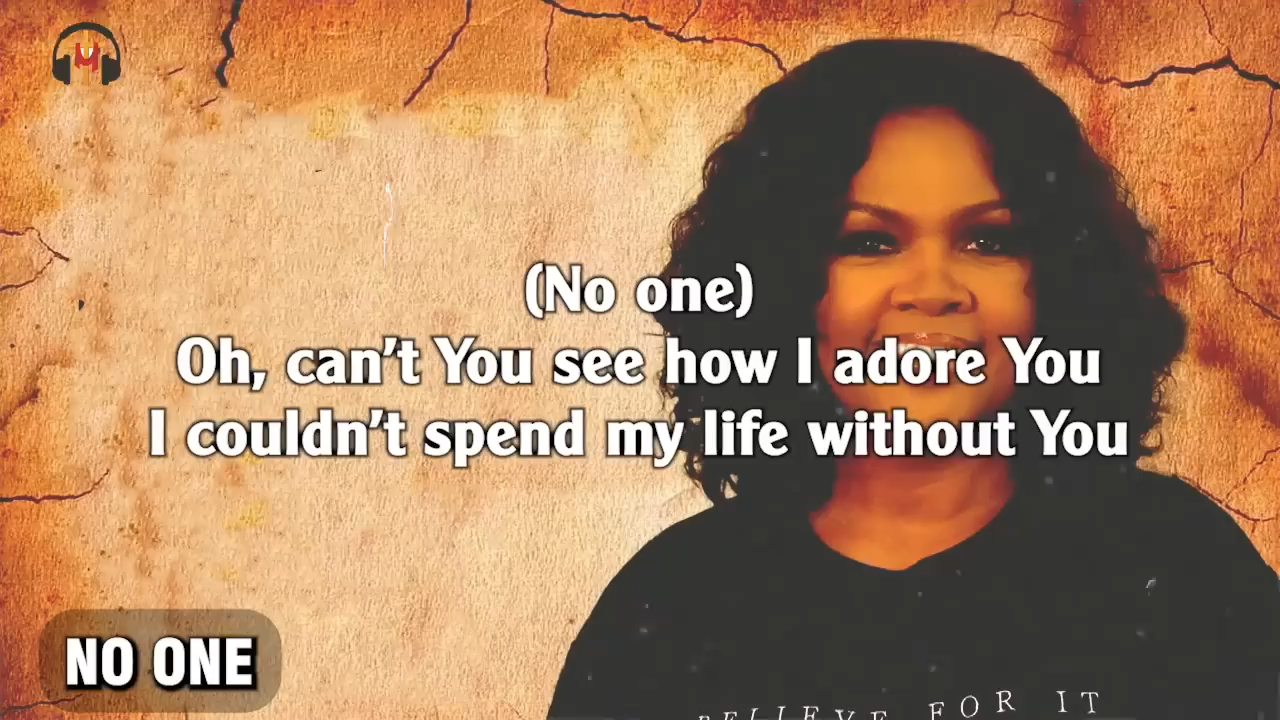 (No one)
Oh, can't You see how I adore You
I couldn't spend my life without You
NO ONE
BELIEVE FOR IT